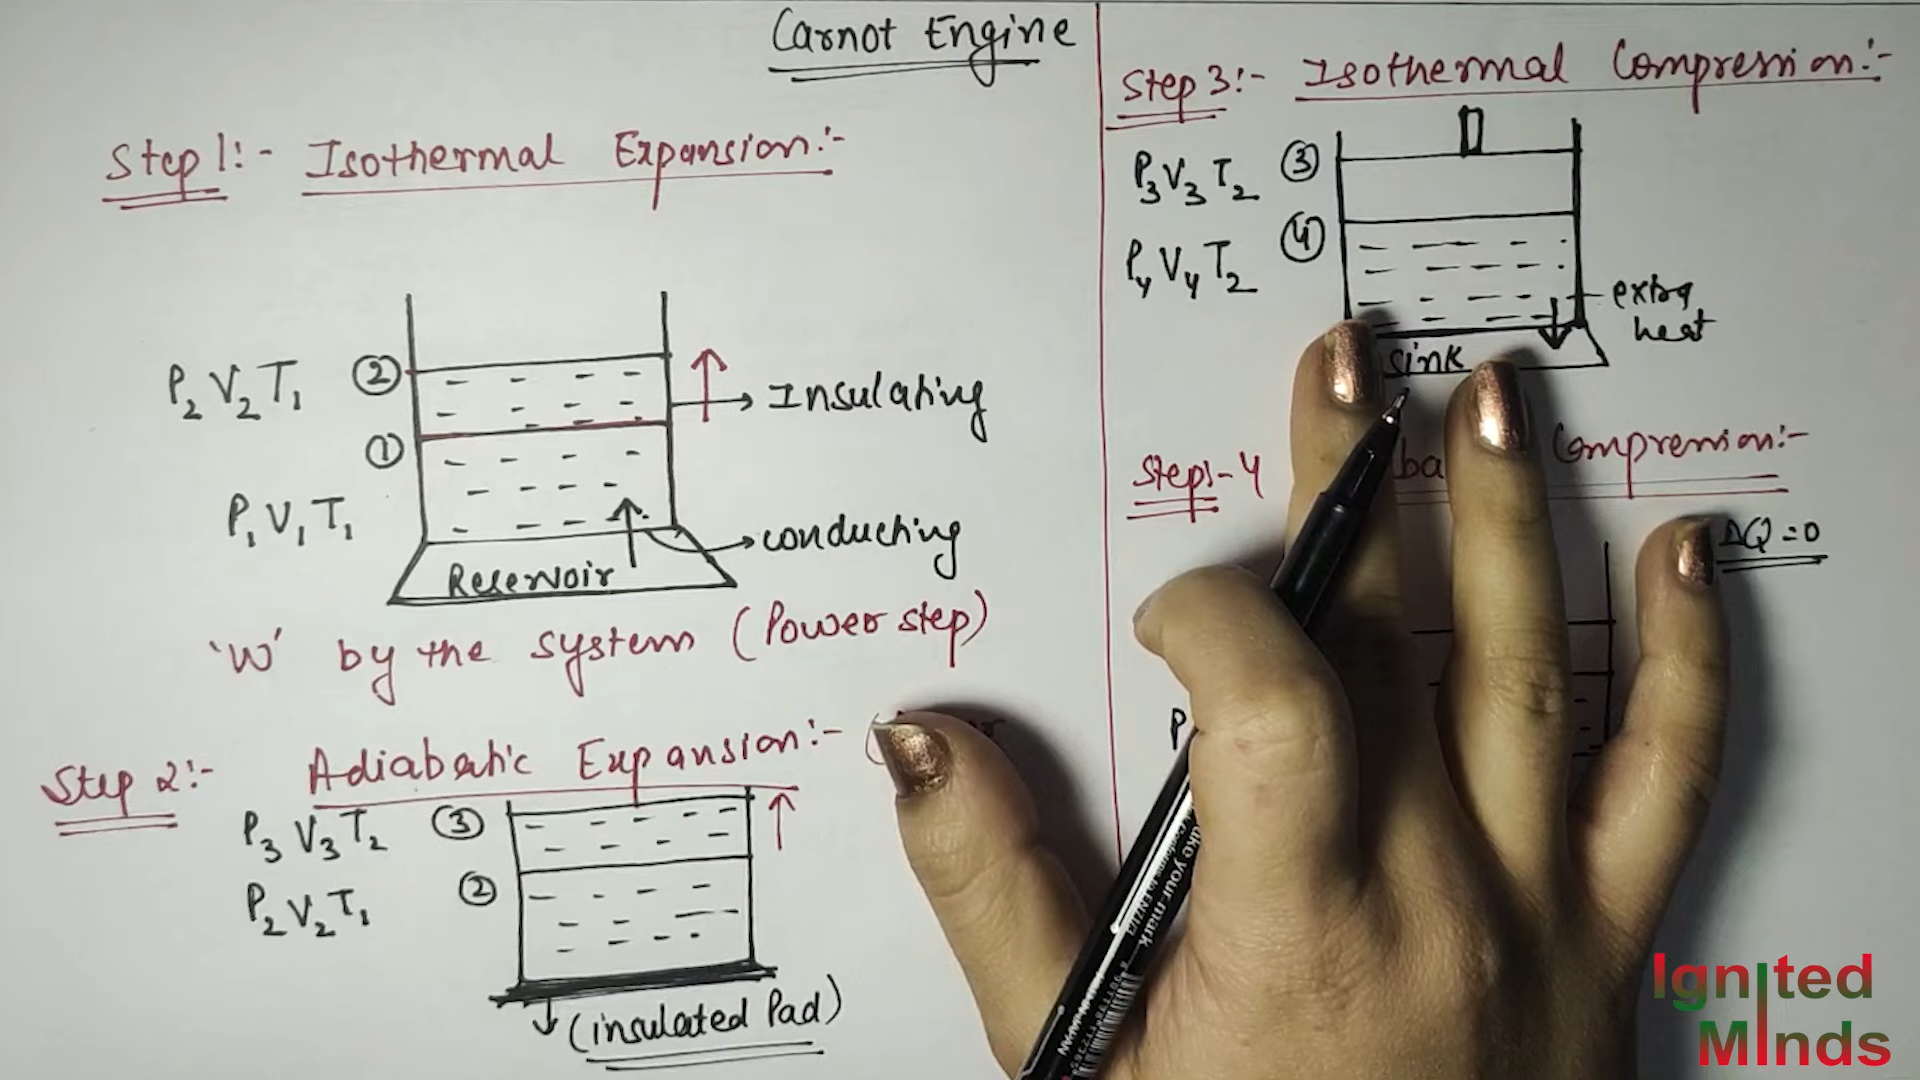 Carnot Engine
Step 1:- Isothermal Expansion:-
P2 V2 T1 ②
Insulating
①
P1 V1 T1
conducting
Reservoir
'W' by the system (Power step)
Step 2:- Adiabatic Expansion:-
P3 V3 T2 ③
P2 V2 T1 ②
(insulated Pad)
Step 3:- Isothermal Compression:-
P3 V3 T2 ③
P4 V4 T2 ④
extra
heat
sink
Step:-4 Compression:-
ΔQ = 0
P
Ignited
Minds